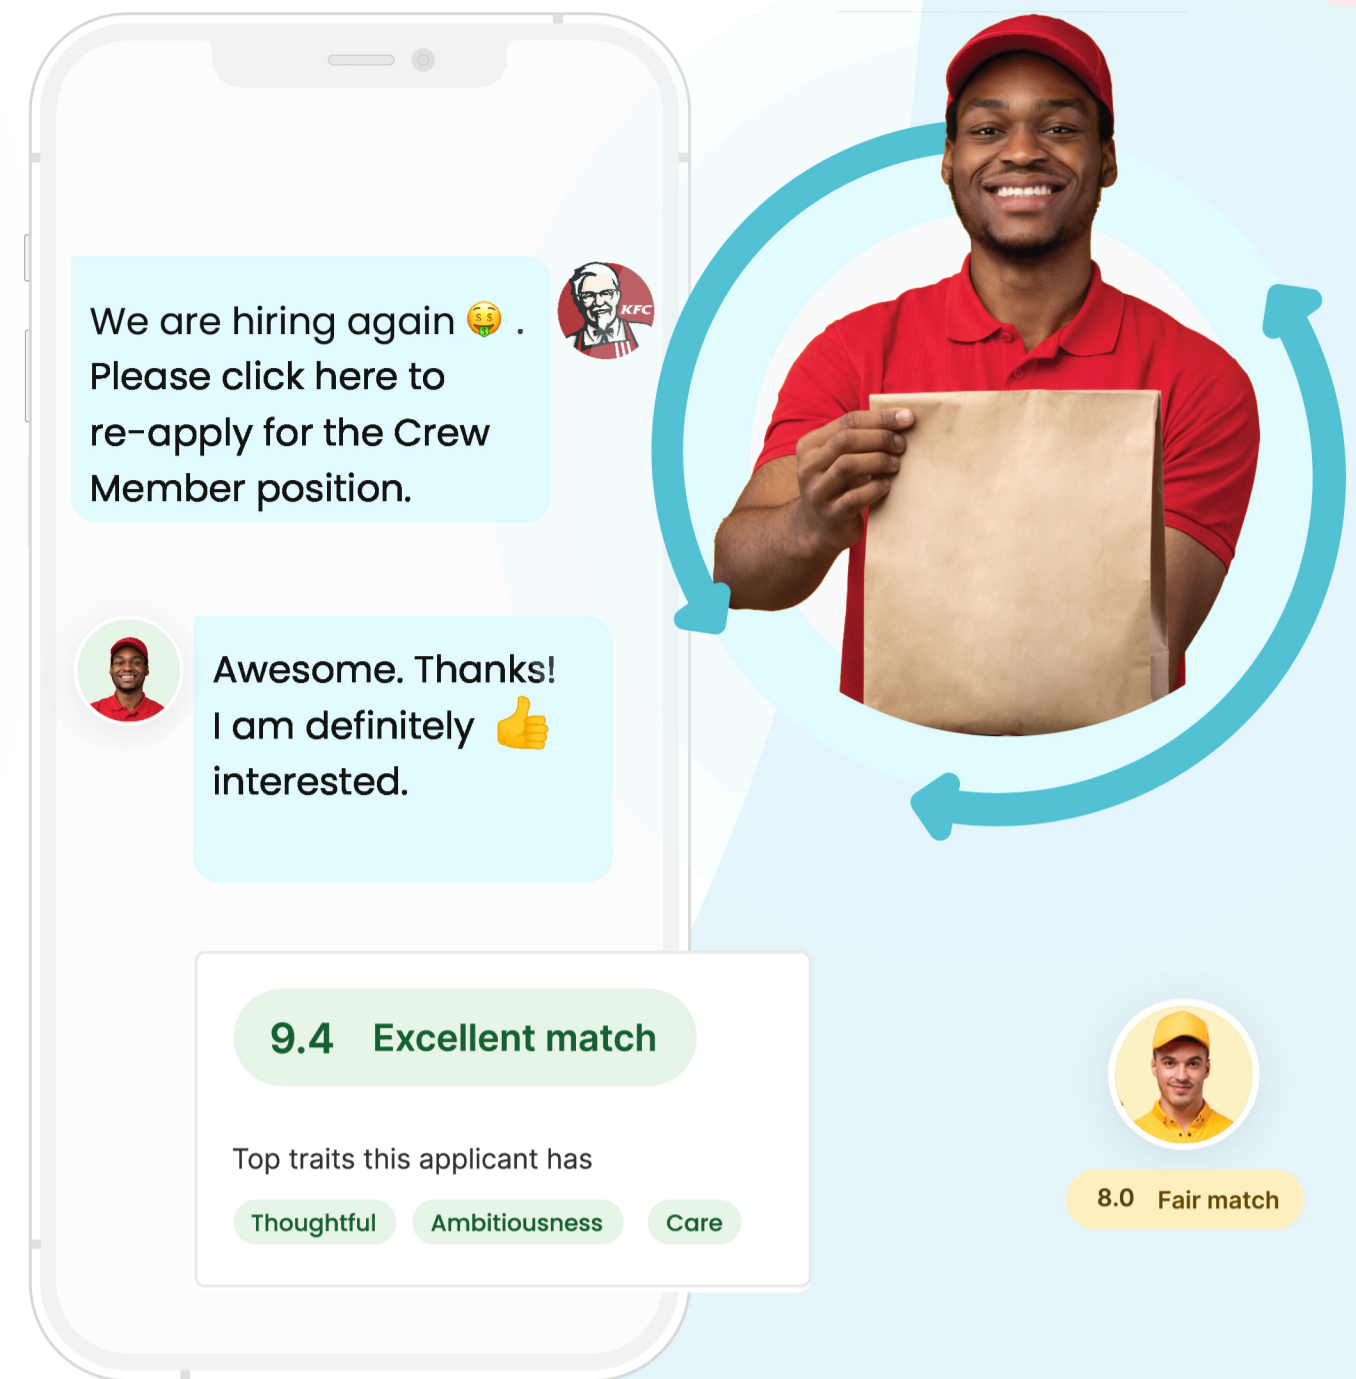 We are hiring again 🤑 .
Please click here to
re-apply for the Crew
Member position.
KFC
Awesome. Thanks!
I am definitely 👍
interested.
9.4 Excellent match
Top traits this applicant has
Thoughtful Ambitiousness Care
8.0 Fair match